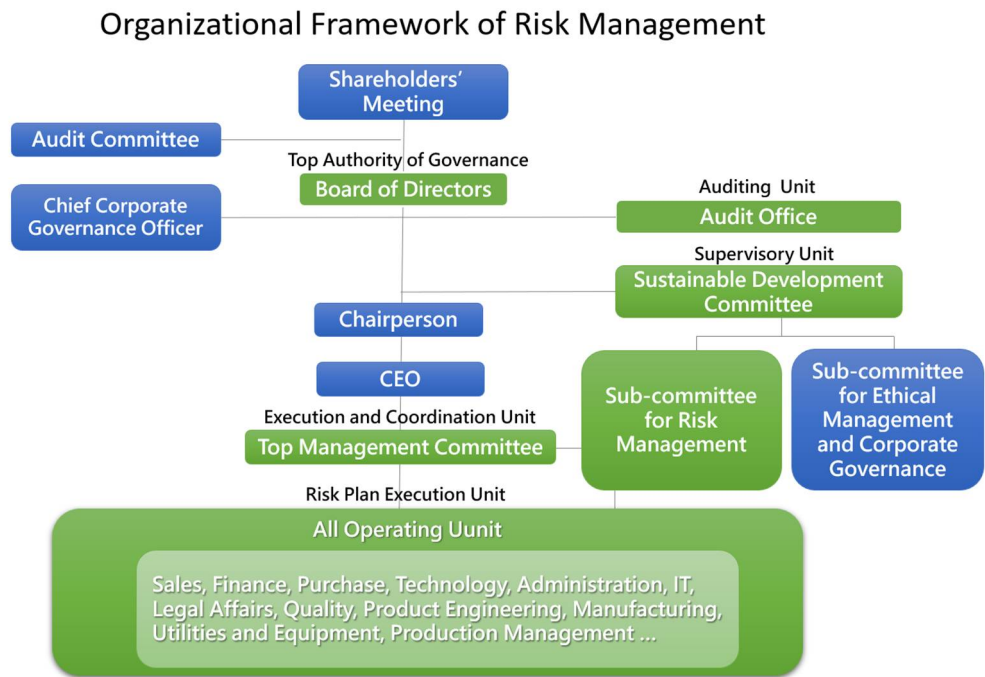 Organizational Framework of Risk Management
Shareholders'
Meeting
Audit Committee
Top Authority of Governance
Board of Directors
Chief Corporate
Governance Officer
Auditing Unit
Audit Office
Supervisory Unit
Sustainable Development
Committee
Chairperson
CEO
Execution and Coordination Unit
Top Management Committee
Sub-committee
for Risk
Management
Sub-committee
for Ethical
Management
and Corporate
Governance
Risk Plan Execution Unit
All Operating Uunit
Sales, Finance, Purchase, Technology, Administration, IT,
Legal Affairs, Quality, Product Engineering, Manufacturing,
Utilities and Equipment, Production Management ...